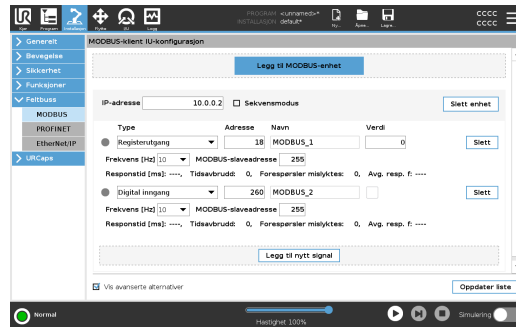 PROGRAM <unnamed>*
INSTALLASJON default*
CCCC
CCCC
Kjør Program Installasjon Flytte I/U Logg Ny... Åpne... Lagre...
Generelt
Bevegelse
Sikkerhet
Funksjoner
Feltbuss
MODBUS
PROFINET
EtherNet/IP
URCaps
MODBUS-klient IU-konfigurasjon
Legg til MODBUS-enhet
IP-adresse 10.0.0.2 Sekvensmodus Slett enhet
Type Adresse Navn Verdi
Registerutgang 18 MODBUS_1 0 Slett
Frekvens [Hz] 10 MODBUS-slaveadresse 255
Responstid [ms]: ----, Tidsavbrudd: 0, Forespørsler mislyktes: 0, Avg. resp. f: ----
Digital inngang 260 MODBUS_2 Slett
Frekvens [Hz] 10 MODBUS-slaveadresse 255
Responstid [ms]: ----, Tidsavbrudd: 0, Forespørsler mislyktes: 0, Avg. resp. f: ----
Legg til nytt signal
Vis avanserte alternativer Oppdater liste
Normal
Hastighet 100%
Simulering